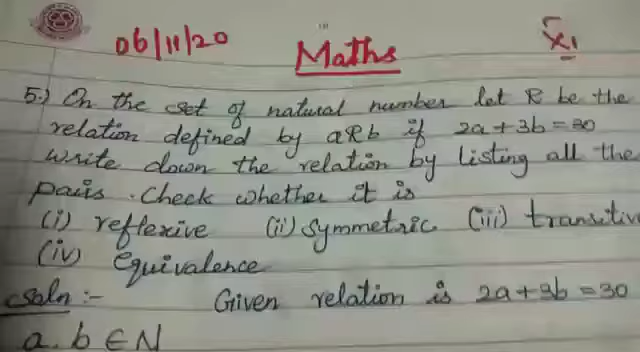 06/11/20
Maths
XI
5.) On the set of natural number let R be the
relation defined by aRb if 2a + 3b = 30
write down the relation by listing all the
pairs. Check whether it is
(i) reflexive (ii) Symmetric (iii) transitive
(iv) Equivalence
Soln :- Given relation is 2a + 3b = 30
a, b ∈ N